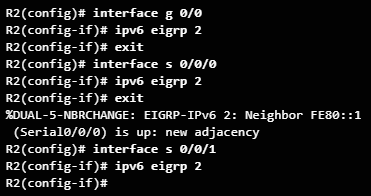 R2(config)# interface g 0/0
R2(config-if)# ipv6 eigrp 2
R2(config-if)# exit
R2(config)# interface s 0/0/0
R2(config-if)# ipv6 eigrp 2
R2(config-if)# exit
%DUAL-5-NBRCHANGE: EIGRP-IPv6 2: Neighbor FE80::1
(Serial0/0/0) is up: new adjacency
R2(config)# interface s 0/0/1
R2(config-if)# ipv6 eigrp 2
R2(config-if)#